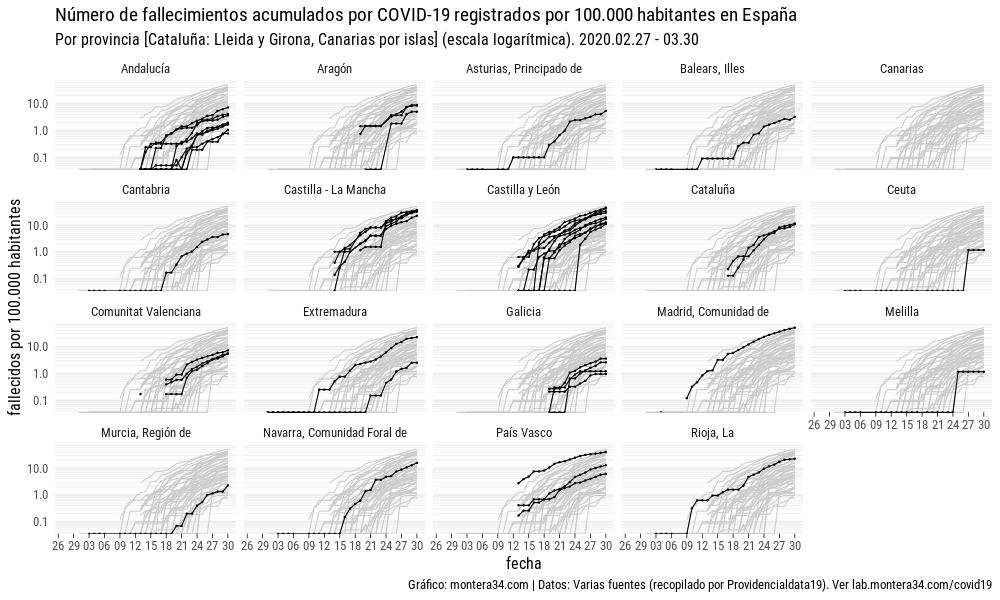 Número de fallecimientos acumulados por COVID-19 registrados por 100.000 habitantes en España
Por provincia [Cataluña: Lleida y Girona, Canarias por islas] (escala logarítmica). 2020.02.27 - 03.30
Andalucía Aragón Asturias, Principado de Balears, Illes Canarias
10.0
1.0
0.1
Cantabria Castilla - La Mancha Castilla y León Cataluña Ceuta
10.0
1.0
0.1
Comunitat Valenciana Extremadura Galicia Madrid, Comunidad de Melilla
10.0
1.0
0.1
26 29 03 06 09 12 15 18 21 24 27 30
Murcia, Región de Navarra, Comunidad Foral de País Vasco Rioja, La
10.0
1.0
0.1
26 29 03 06 09 12 15 18 21 24 27 30 26 29 03 06 09 12 15 18 21 24 27 30 26 29 03 06 09 12 15 18 21 24 27 30 26 29 03 06 09 12 15 18 21 24 27 30
fallecidos por 100.000 habitantes
fecha
Gráfico: montera34.com | Datos: Varias fuentes (recopilado por Providencialdata19). Ver lab.montera34.com/covid19